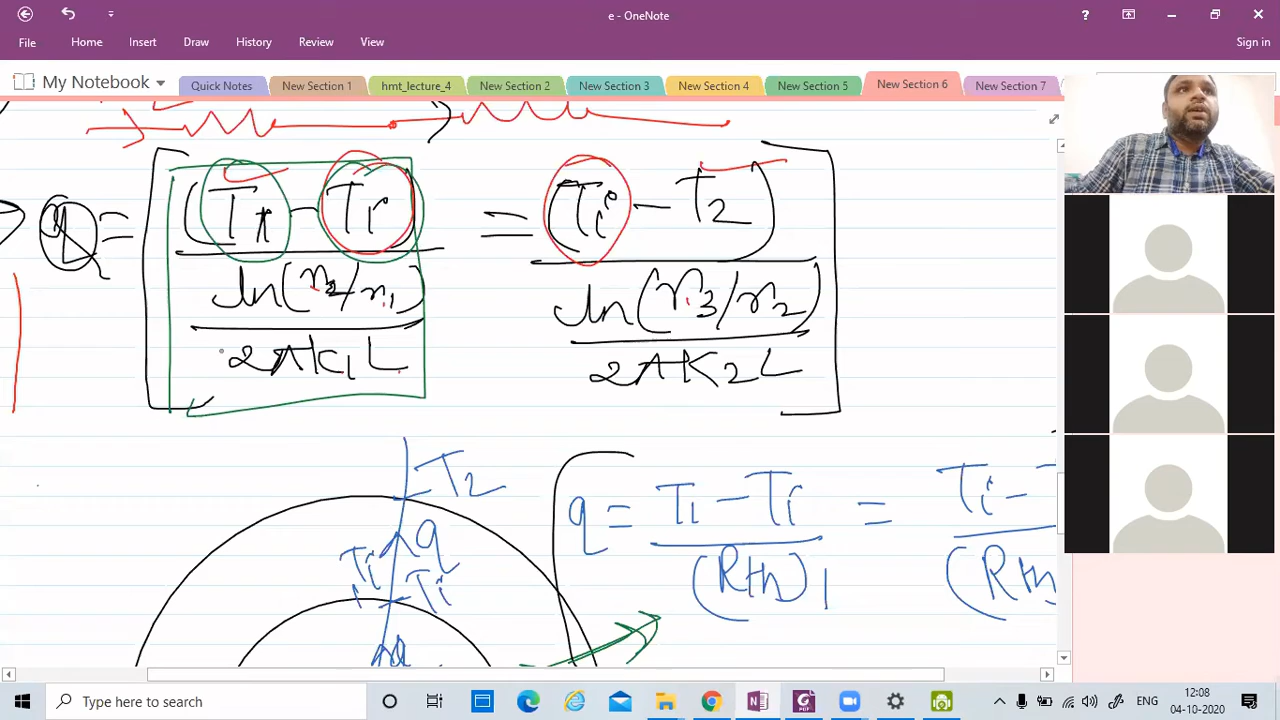 e - OneNote
?
File Home Insert Draw History Review View Sign in
My Notebook Quick Notes New Section 1 hmt_lecture_4 New Section 2 New Section 3 New Section 4 New Section 5 New Section 6 New Section 7
Q = (T1 - Ti) / (ln(r2/r1) / 2πK1L) = (Ti - T2) / (ln(r3/r2) / 2πK2L)
T2
q
Ti
Ti
q = T1 - Ti / (Rth)1 = Ti - / (Rth
Type here to search
ENG
2:08
04-10-2020